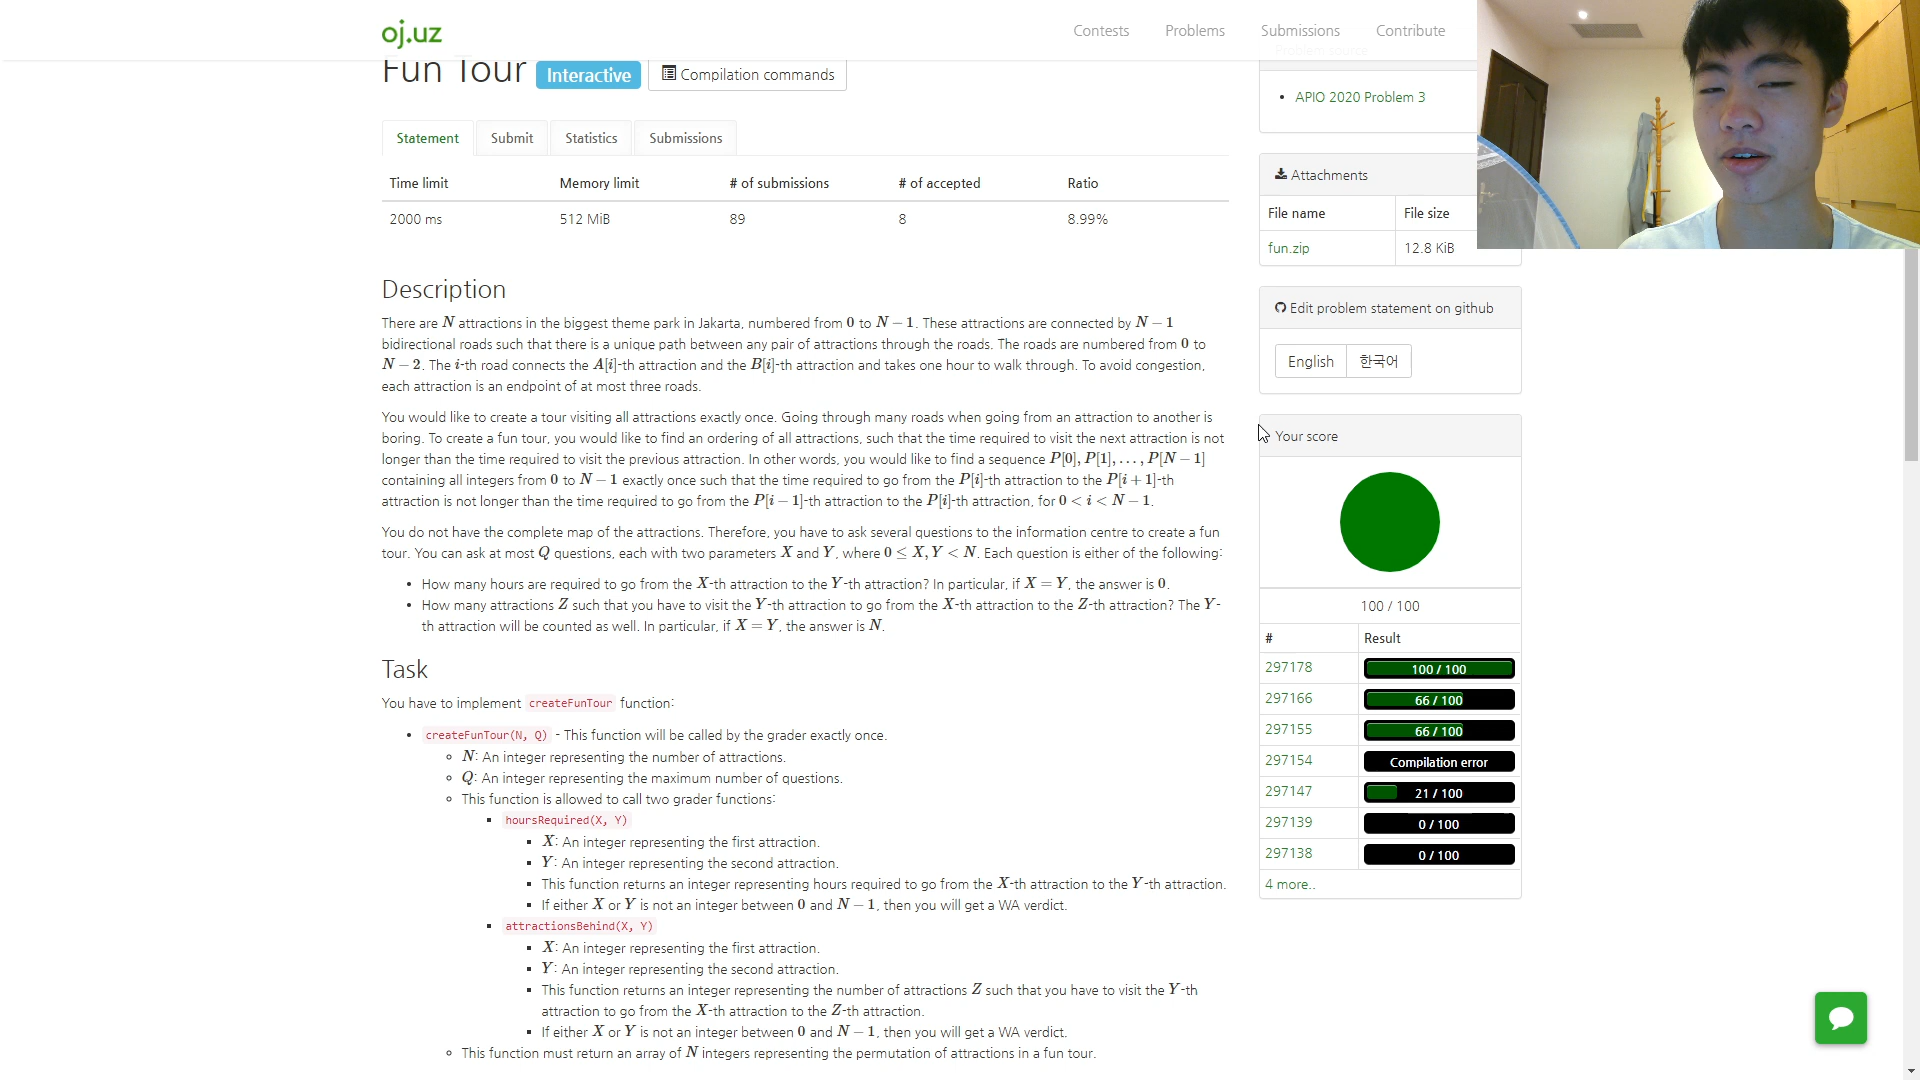 oj.uz
Contests Problems Submissions Contribute
Fun Tour Interactive Compilation commands
Statement Submit Statistics Submissions
Time limit Memory limit # of submissions # of accepted Ratio
2000 ms 512 MiB 89 8 8.99%
Description
There are N attractions in the biggest theme park in Jakarta, numbered from 0 to N − 1. These attractions are connected by N − 1
bidirectional roads such that there is a unique path between any pair of attractions through the roads. The roads are numbered from 0 to
N − 2. The i-th road connects the A[i]-th attraction and the B[i]-th attraction and takes one hour to walk through. To avoid congestion,
each attraction is an endpoint of at most three roads.
You would like to create a tour visiting all attractions exactly once. Going through many roads when going from an attraction to another is
boring. To create a fun tour, you would like to find an ordering of all attractions, such that the time required to visit the next attraction is not
longer than the time required to visit the previous attraction. In other words, you would like to find a sequence P[0], P[1], . . . , P[N − 1]
containing all integers from 0 to N − 1 exactly once such that the time required to go from the P[i]-th attraction to the P[i + 1]-th
attraction is not longer than the time required to go from the P[i − 1]-th attraction to the P[i]-th attraction, for 0 < i < N − 1.
You do not have the complete map of the attractions. Therefore, you have to ask several questions to the information centre to create a fun
tour. You can ask at most Q questions, each with two parameters X and Y, where 0 ≤ X, Y < N. Each question is either of the following:
• How many hours are required to go from the X-th attraction to the Y-th attraction? In particular, if X = Y, the answer is 0.
• How many attractions Z such that you have to visit the Y-th attraction to go from the X-th attraction to the Z-th attraction? The Y-
th attraction will be counted as well. In particular, if X = Y, the answer is N.
Task
You have to implement createFunTour function:
• createFunTour(N, Q) - This function will be called by the grader exactly once.
N: An integer representing the number of attractions.
Q: An integer representing the maximum number of questions.
This function is allowed to call two grader functions:
hoursRequired(X, Y)
X: An integer representing the first attraction.
Y: An integer representing the second attraction.
This function returns an integer representing hours required to go from the X-th attraction to the Y-th attraction.
If either X or Y is not an integer between 0 and N − 1, then you will get a WA verdict.
attractionsBehind(X, Y)
X: An integer representing the first attraction.
Y: An integer representing the second attraction.
This function returns an integer representing the number of attractions Z such that you have to visit the Y-th
attraction to go from the X-th attraction to the Z-th attraction.
If either X or Y is not an integer between 0 and N − 1, then you will get a WA verdict.
This function must return an array of N integers representing the permutation of attractions in a fun tour.
Problem source
• APIO 2020 Problem 3
Attachments
File name File size
fun.zip 12.8 KiB
Edit problem statement on github
English 한국어
Your score
100 / 100
# Result
297178 100 / 100
297166 66 / 100
297155 66 / 100
297154 Compilation error
297147 21 / 100
297139 0 / 100
297138 0 / 100
4 more..